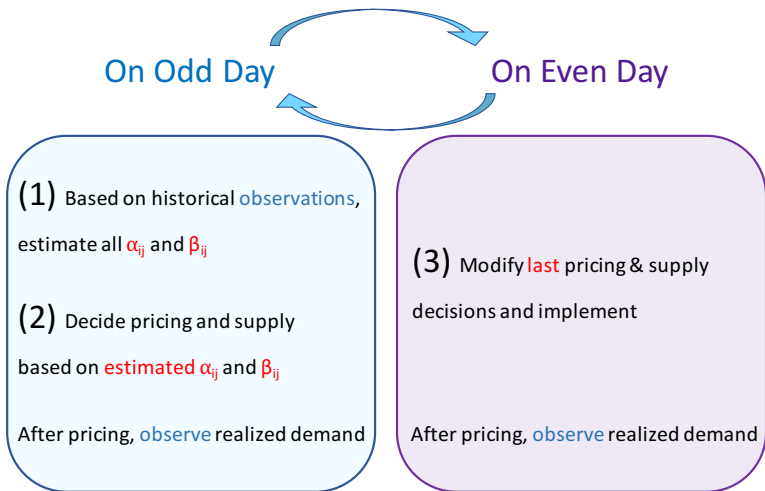 On Odd Day
On Even Day
(1) Based on historical observations,
estimate all αij and βij
(2) Decide pricing and supply
based on estimated αij and βij
After pricing, observe realized demand
(3) Modify last pricing & supply
decisions and implement
After pricing, observe realized demand